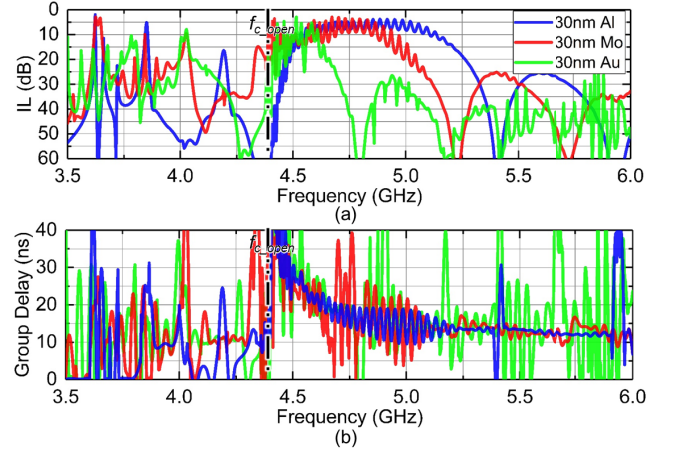 0
10
20
30
40
50
60
IL (dB)
f c_open
30nm Al
30nm Mo
30nm Au
3.5 4.0 4.5 5.0 5.5 6.0
Frequency (GHz)
(a)
40
30
20
10
0
Group Delay (ns)
f c_open
3.5 4.0 4.5 5.0 5.5 6.0
Frequency (GHz)
(b)